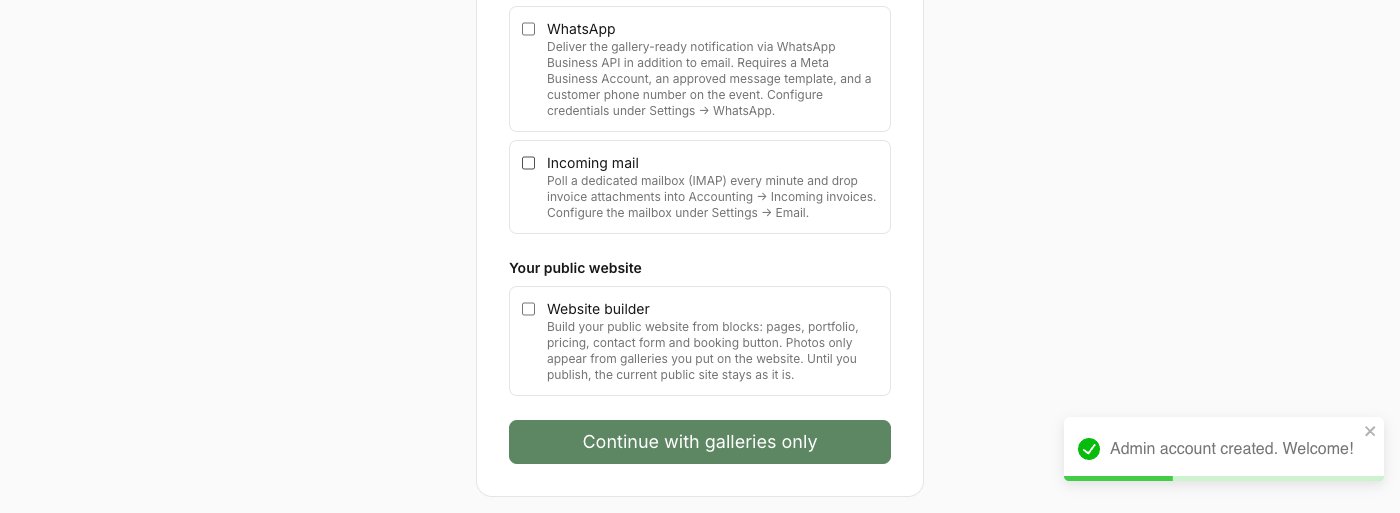 WhatsApp
Deliver the gallery-ready notification via WhatsApp
Business API in addition to email. Requires a Meta
Business Account, an approved message template, and a
customer phone number on the event. Configure
credentials under Settings → WhatsApp.
Incoming mail
Poll a dedicated mailbox (IMAP) every minute and drop
invoice attachments into Accounting → Incoming invoices.
Configure the mailbox under Settings → Email.
Your public website
Website builder
Build your public website from blocks: pages, portfolio,
pricing, contact form and booking button. Photos only
appear from galleries you put on the website. Until you
publish, the current public site stays as it is.
Continue with galleries only
Admin account created. Welcome!